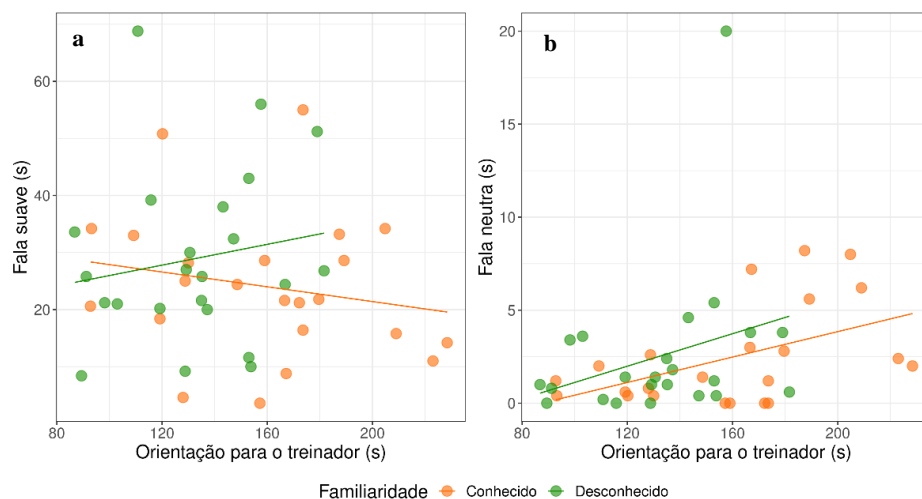 a
60
40
20
80
120
160
200
Fala suave (s)
Orientação para o treinador (s)
b
20
15
10
5
0
80
120
160
200
Fala neutra (s)
Orientação para o treinador (s)
Familiaridade Conhecido Desconhecido